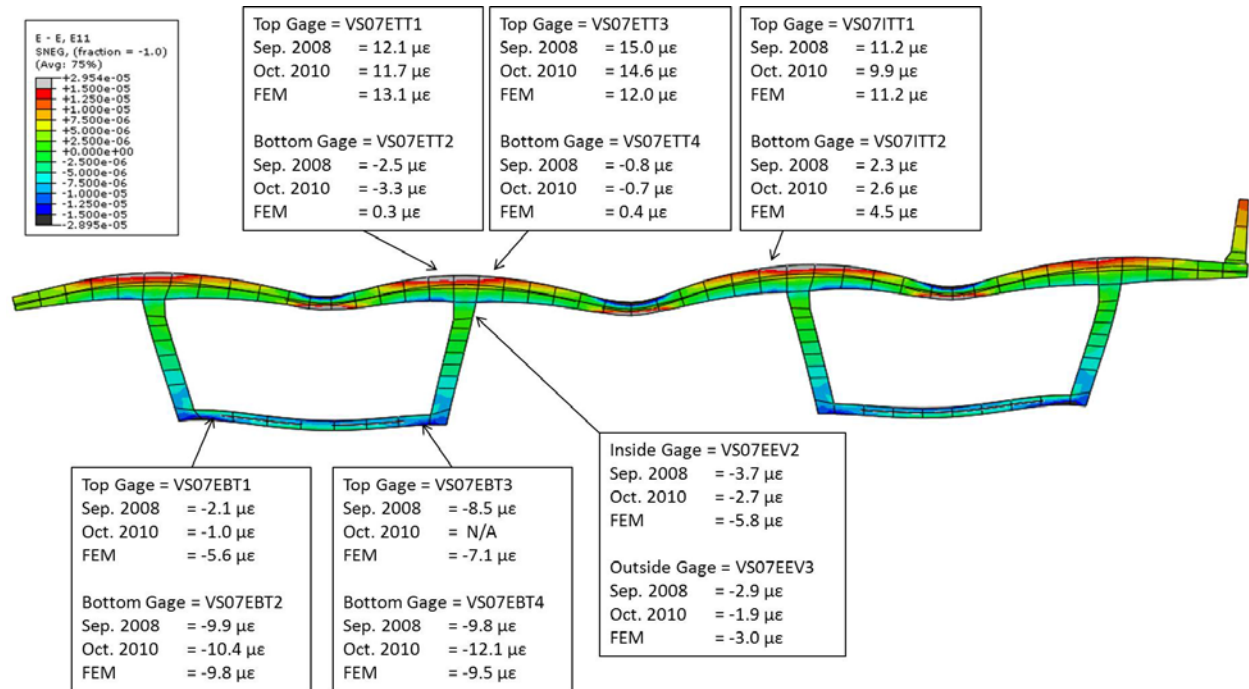 E - E, E11
SNEG, (fraction = -1.0)
(Avg: 75%)
+2.954e-05
+1.500e-05
+1.250e-05
+1.000e-05
+7.500e-06
+5.000e-06
+2.500e-06
+0.000e+00
-2.500e-06
-5.000e-06
-7.500e-06
-1.000e-05
-1.250e-05
-1.500e-05
-2.895e-05
Top Gage = VS07ETT1
Sep. 2008 = 12.1 µε
Oct. 2010 = 11.7 µε
FEM = 13.1 µε
Bottom Gage = VS07ETT2
Sep. 2008 = -2.5 µε
Oct. 2010 = -3.3 µε
FEM = 0.3 µε
Top Gage = VS07ETT3
Sep. 2008 = 15.0 µε
Oct. 2010 = 14.6 µε
FEM = 12.0 µε
Bottom Gage = VS07ETT4
Sep. 2008 = -0.8 µε
Oct. 2010 = -0.7 µε
FEM = 0.4 µε
Top Gage = VS07ITT1
Sep. 2008 = 11.2 µε
Oct. 2010 = 9.9 µε
FEM = 11.2 µε
Bottom Gage = VS07ITT2
Sep. 2008 = 2.3 µε
Oct. 2010 = 2.6 µε
FEM = 4.5 µε
Top Gage = VS07EBT1
Sep. 2008 = -2.1 µε
Oct. 2010 = -1.0 µε
FEM = -5.6 µε
Bottom Gage = VS07EBT2
Sep. 2008 = -9.9 µε
Oct. 2010 = -10.4 µε
FEM = -9.8 µε
Top Gage = VS07EBT3
Sep. 2008 = -8.5 µε
Oct. 2010 = N/A
FEM = -7.1 µε
Bottom Gage = VS07EBT4
Sep. 2008 = -9.8 µε
Oct. 2010 = -12.1 µε
FEM = -9.5 µε
Inside Gage = VS07EEV2
Sep. 2008 = -3.7 µε
Oct. 2010 = -2.7 µε
FEM = -5.8 µε
Outside Gage = VS07EEV3
Sep. 2008 = -2.9 µε
Oct. 2010 = -1.9 µε
FEM = -3.0 µε